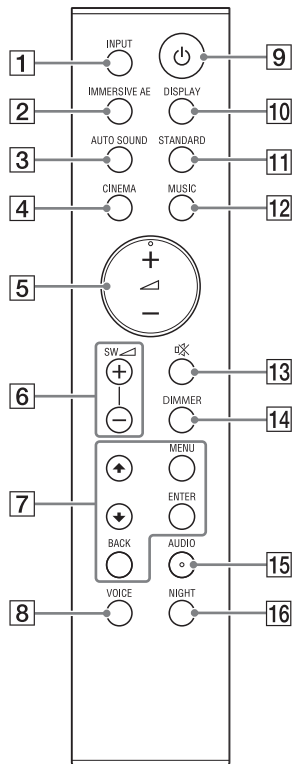 INPUT
1
9
IMMERSIVE AE DISPLAY
2
10
AUTO SOUND STANDARD
3
11
CINEMA MUSIC
4
12
+
5
−
SW
+
13
6
DIMMER
−
14
MENU
7
ENTER
BACK AUDIO
15
VOICE NIGHT
8
16